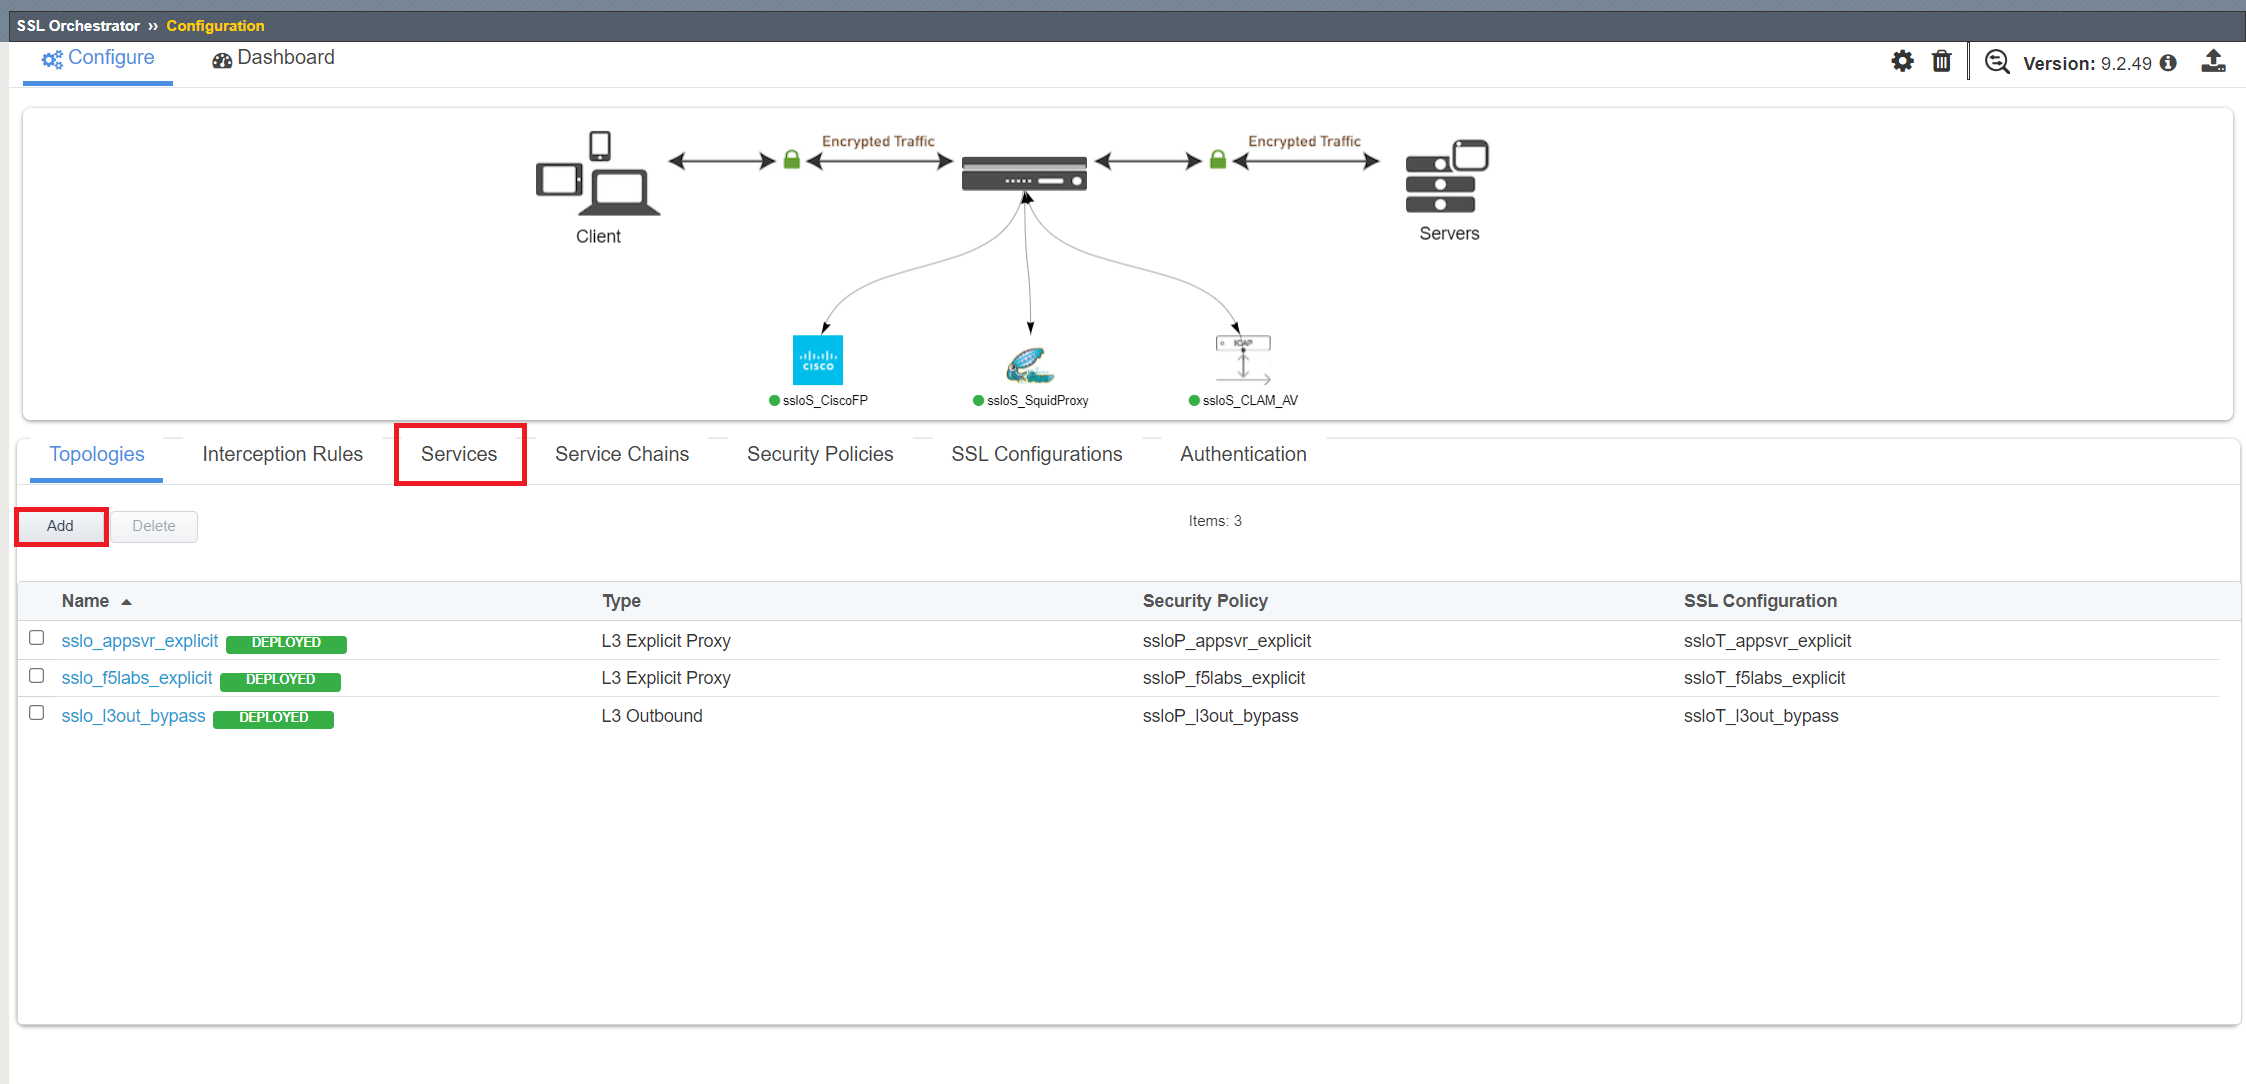 SSL Orchestrator ›› Configuration
Configure Dashboard Version: 9.2.49
Encrypted Traffic Encrypted Traffic
Client Servers
CISCO ICAP
ssloS_CiscoFP ssloS_SquidProxy ssloS_CLAM_AV
Topologies Interception Rules Services Service Chains Security Policies SSL Configurations Authentication
Add Delete Items: 3
Name Type Security Policy SSL Configuration
sslo_appsvr_explicit DEPLOYED L3 Explicit Proxy ssloP_appsvr_explicit ssloT_appsvr_explicit
sslo_f5labs_explicit DEPLOYED L3 Explicit Proxy ssloP_f5labs_explicit ssloT_f5labs_explicit
sslo_l3out_bypass DEPLOYED L3 Outbound ssloP_l3out_bypass ssloT_l3out_bypass